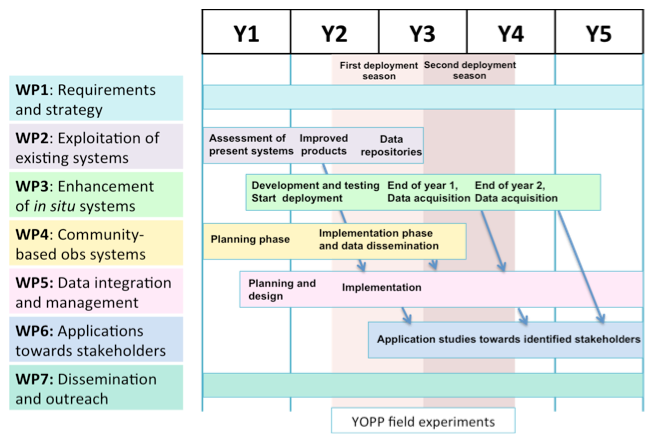 Y1 Y2 Y3 Y4 Y5
First deployment
season
Second deployment
season
WP1: Requirements
and strategy
WP2: Exploitation of
existing systems
Assessment of
present systems
Improved
products
Data
repositories
WP3: Enhancement
of in situ systems
Development and testing
Start deployment
End of year 1,
Data acquisition
End of year 2,
Data acquisition
WP4: Community-
based obs systems
Planning phase
Implementation phase
and data dissemination
WP5: Data integration
and management
Planning and
design
Implementation
WP6: Applications
towards stakeholders
Application studies towards identified stakeholders
WP7: Dissemination
and outreach
YOPP field experiments